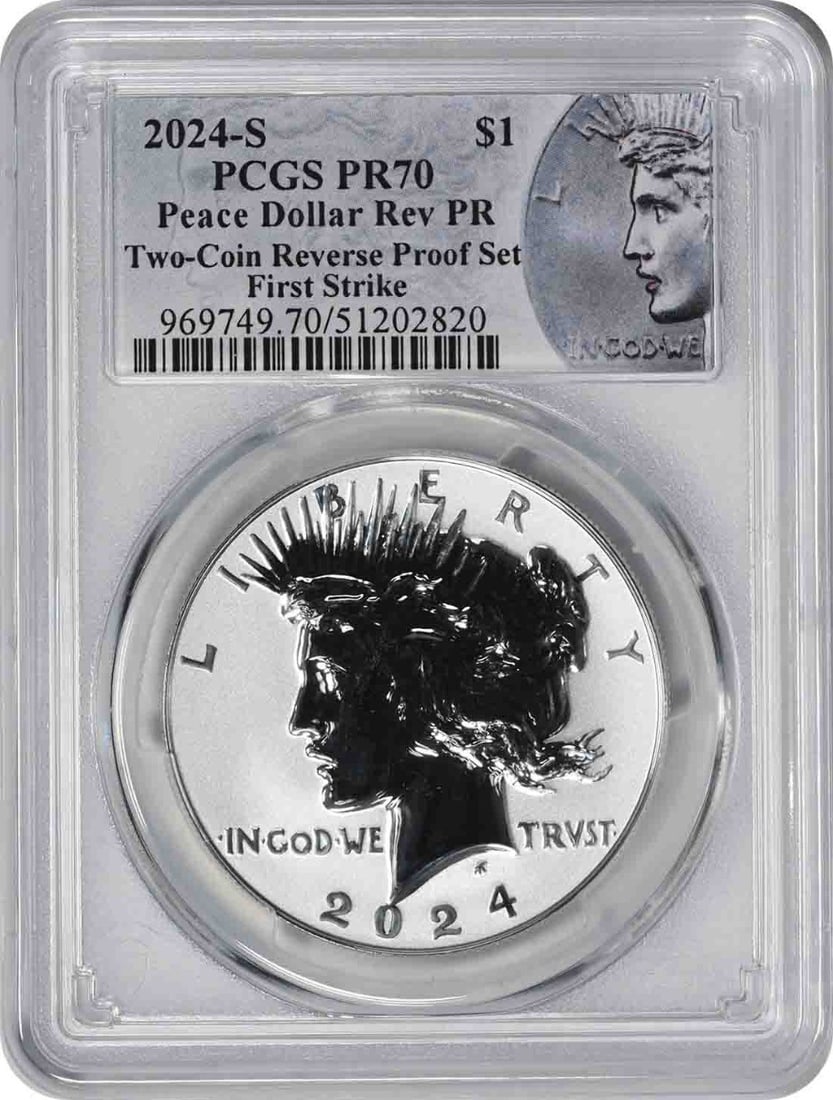 2024-S $1
PCGS PR70
Peace Dollar Rev PR
Two-Coin Reverse Proof Set
First Strike
969749.70/51202820
L
IN·GOD·WE
LIBERTY
·IN·GOD·WE TRVST·
2024